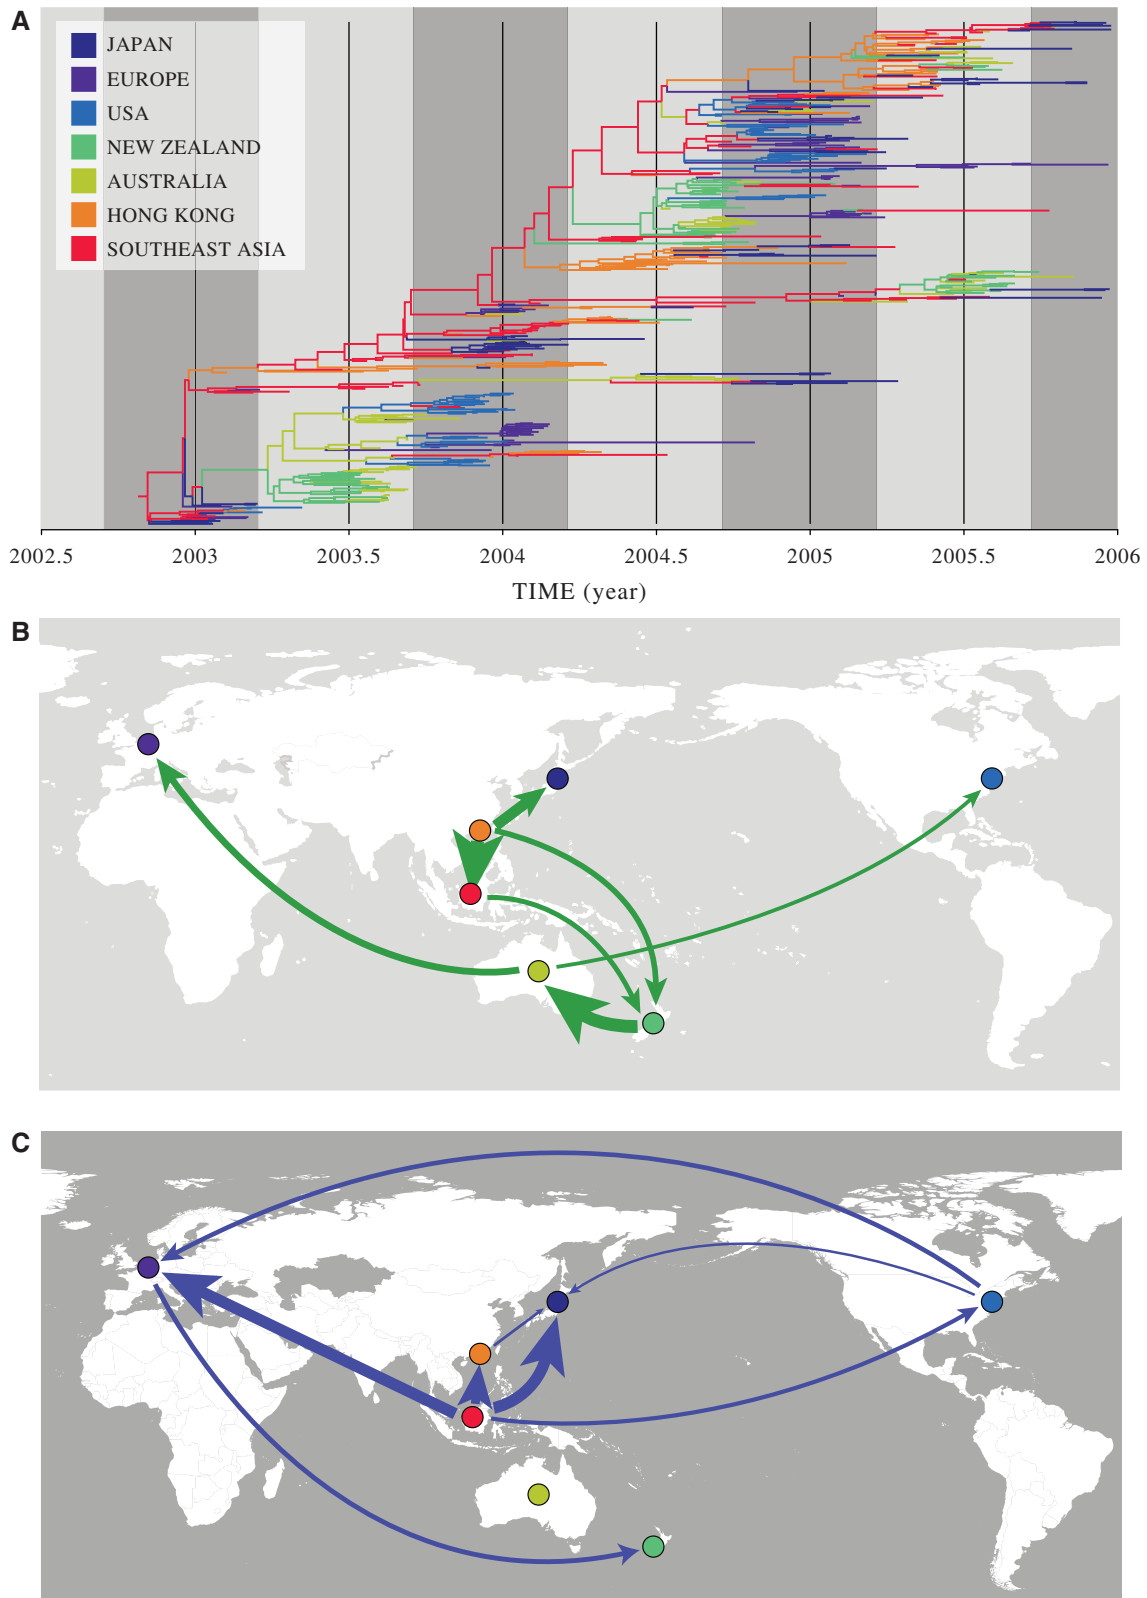 A
JAPAN
EUROPE
USA
NEW ZEALAND
AUSTRALIA
HONG KONG
SOUTHEAST ASIA
2002.5 2003 2003.5 2004 2004.5 2005 2005.5 2006
TIME (year)
B
C